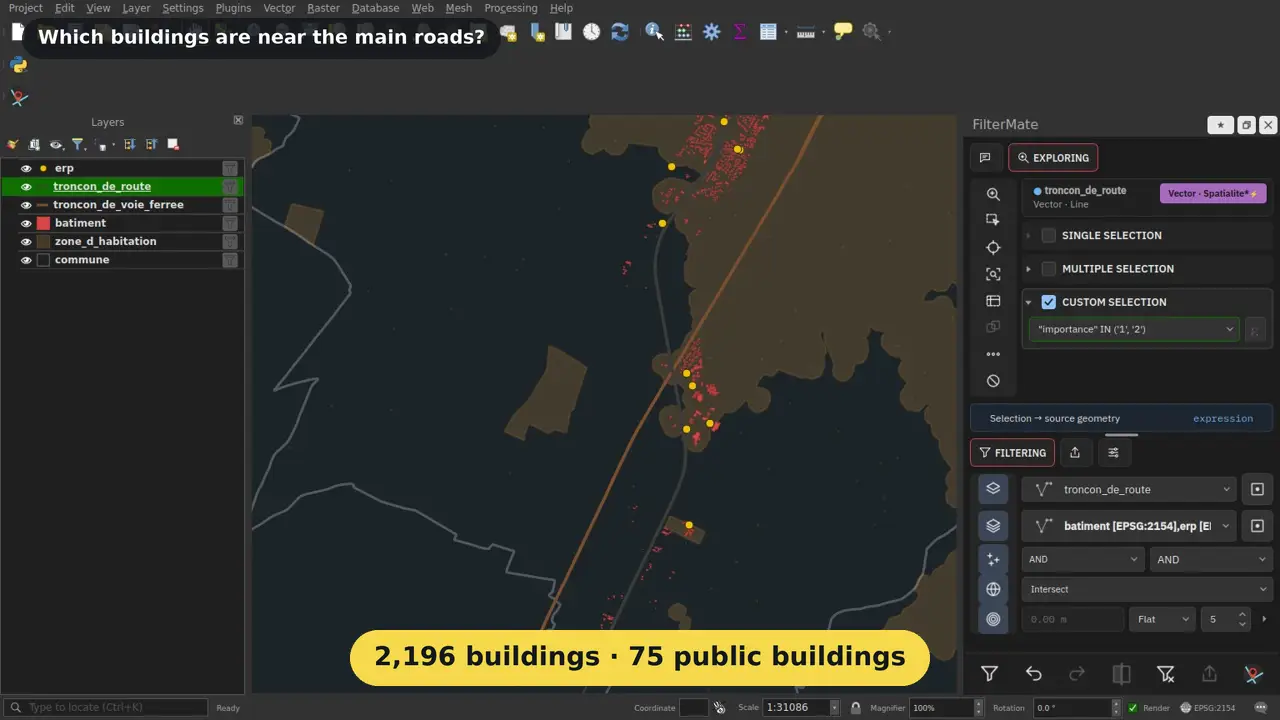 Project Edit View Layer Settings Plugins Vector Raster Database Web Mesh Processing Help
Which buildings are near the main roads?
Layers
erp
troncon_de_route
troncon_de_voie_ferree
batiment
zone_d_habitation
commune
FilterMate
EXPLORING
troncon_de_route
Vector · Line
Vector · Spatialite*⚡
SINGLE SELECTION
MULTIPLE SELECTION
CUSTOM SELECTION
"importance" IN ('1', '2')
ε
Selection → source geometry expression
FILTERING
troncon_de_route
batiment [EPSG:2154],erp [EI
AND AND
Intersect
0.00 m Flat 5
2,196 buildings · 75 public buildings
Type to locate (Ctrl+K) Ready Coordinate Scale 1:31086 Magnifier 100% Rotation 0.0 ° Render EPSG:2154